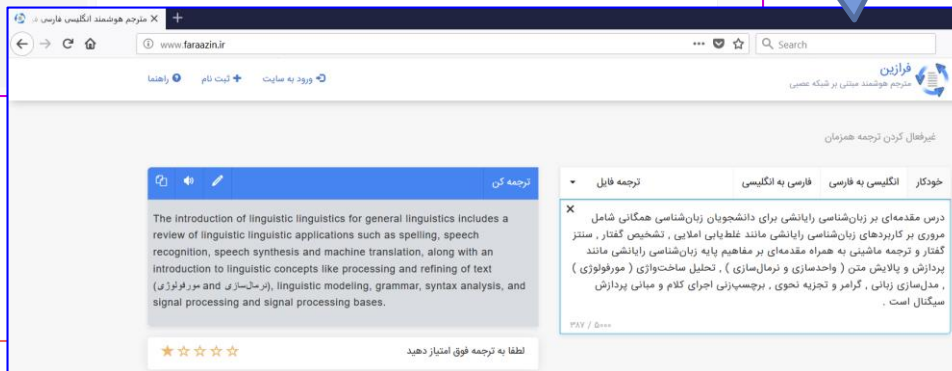 مترجم هوشمند انگلیسی فارسی
www.faraazin.ir
Search
فرازین
مترجم هوشمند مبتنی بر شبکه عصبی
ورود به سایت
ثبت نام
راهنما
غیرفعال کردن ترجمه همزمان
خودکار
انگلیسی به فارسی
فارسی به انگلیسی
ترجمه فایل
درس مقدمه‌ای بر زبان‌شناسی رایانشی برای دانشجویان زبان‌شناسی همگانی شامل
مروری بر کاربردهای زبان‌شناسی رایانشی مانند غلط‌یابی املایی , تشخیص گفتار , سنتز
گفتار و ترجمه ماشینی به همراه مقدمه‌ای بر مفاهیم پایه زبان‌شناسی رایانشی مانند
پردازش و پالایش متن ( واحدسازی و نرمال‌سازی ) , تحلیل ساخت‌واژی ( مورفولوژی )
, مدل‌سازی زبانی , گرامر و تجزیه نحوی , برچسب‌زنی اجزای کلام و مبانی پردازش
سیگنال است .
۳۸۷ / ۵۰۰۰
ترجمه کن
The introduction of linguistic linguistics for general linguistics includes a
review of linguistic linguistic applications such as spelling, speech
recognition, speech synthesis and machine translation, along with an
introduction to linguistic concepts like processing and refining of text
(نرمال‌سازی and مورفولوژی), linguistic modeling, grammar, syntax analysis, and
signal processing and signal processing bases.
لطفا به ترجمه فوق امتیاز دهید